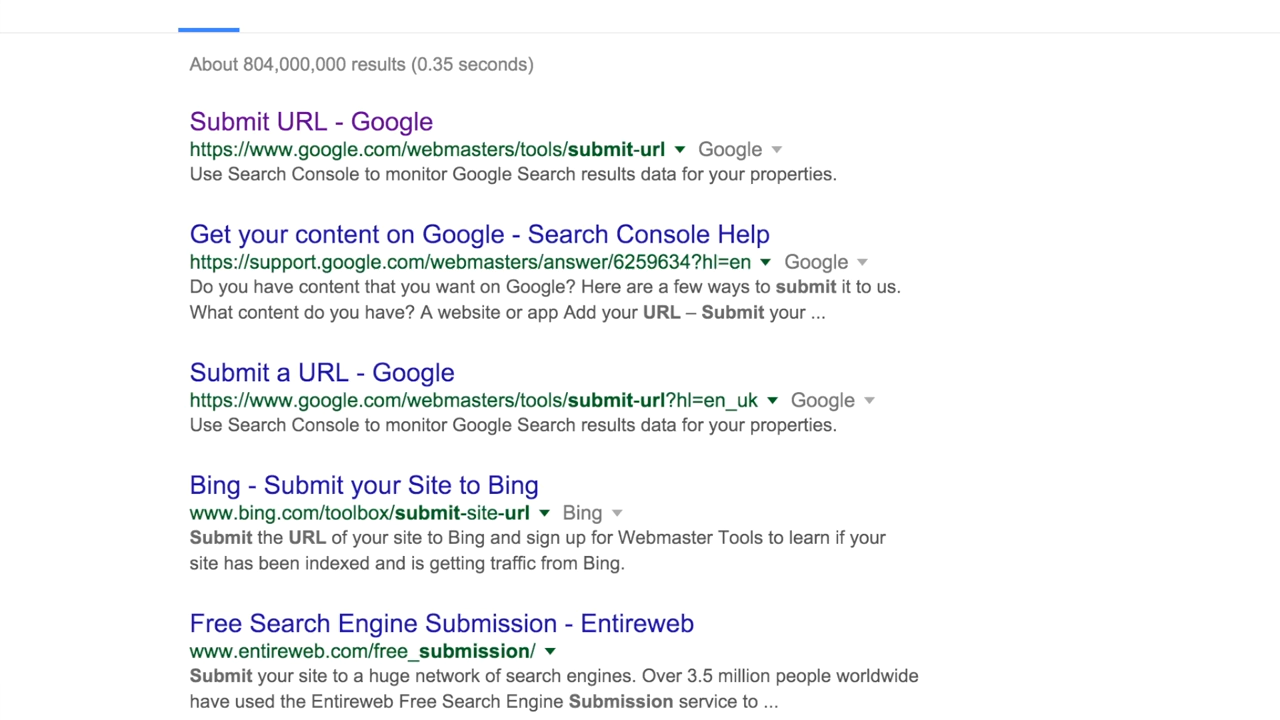 About 804,000,000 results (0.35 seconds)
Submit URL - Google
https://www.google.com/webmasters/tools/submit-url Google
Use Search Console to monitor Google Search results data for your properties.
Get your content on Google - Search Console Help
https://support.google.com/webmasters/answer/6259634?hl=en Google
Do you have content that you want on Google? Here are a few ways to submit it to us.
What content do you have? A website or app Add your URL – Submit your ...
Submit a URL - Google
https://www.google.com/webmasters/tools/submit-url?hl=en_uk Google
Use Search Console to monitor Google Search results data for your properties.
Bing - Submit your Site to Bing
www.bing.com/toolbox/submit-site-url Bing
Submit the URL of your site to Bing and sign up for Webmaster Tools to learn if your
site has been indexed and is getting traffic from Bing.
Free Search Engine Submission - Entireweb
www.entireweb.com/free_submission/
Submit your site to a huge network of search engines. Over 3.5 million people worldwide
have used the Entireweb Free Search Engine Submission service to ...